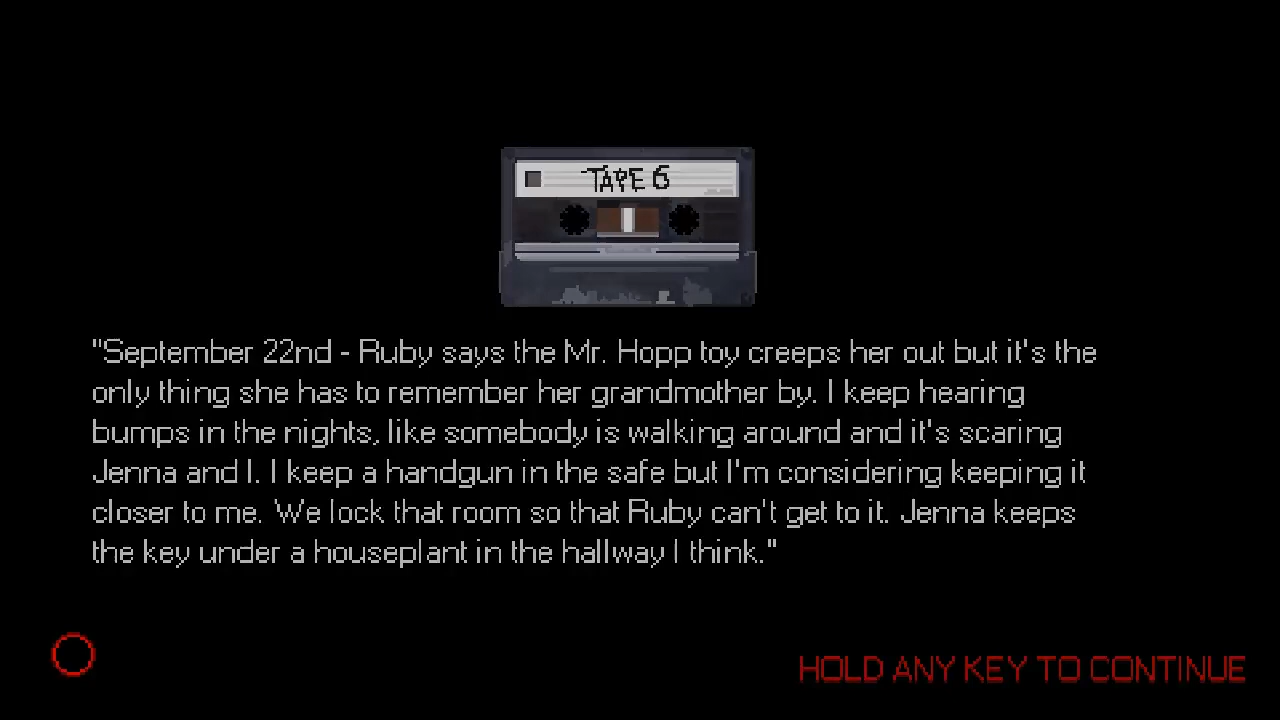 TAPE 6
"September 22nd - Ruby says the Mr. Hopp toy creeps her out but it's the
only thing she has to remember her grandmother by. I keep hearing
bumps in the nights, like somebody is walking around and it's scaring
Jenna and I. I keep a handgun in the safe but I'm considering keeping it
closer to me. We lock that room so that Ruby can't get to it. Jenna keeps
the key under a houseplant in the hallway I think."
HOLD ANY KEY TO CONTINUE